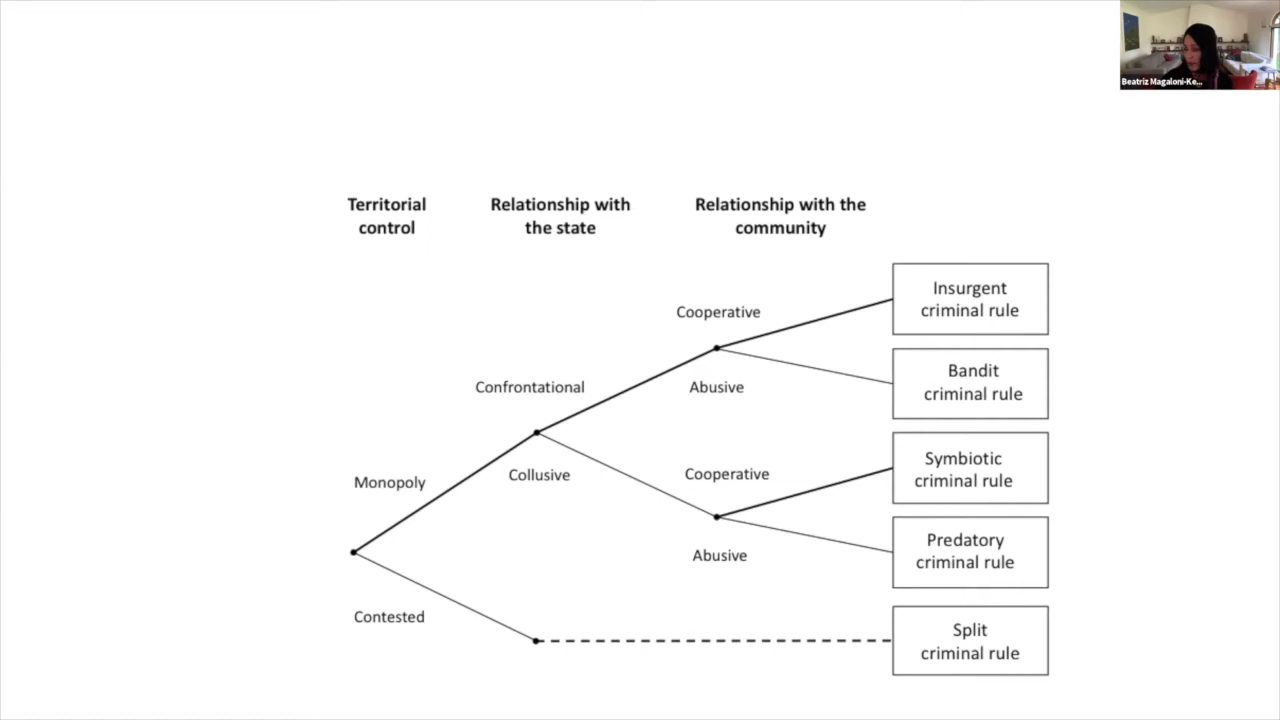 Beatriz Magaloni-Ke...
Territorial
control
Relationship with
the state
Relationship with the
community
Cooperative
Insurgent
criminal rule
Confrontational
Abusive
Bandit
criminal rule
Monopoly
Collusive
Cooperative
Symbiotic
criminal rule
Abusive
Predatory
criminal rule
Contested
Split
criminal rule